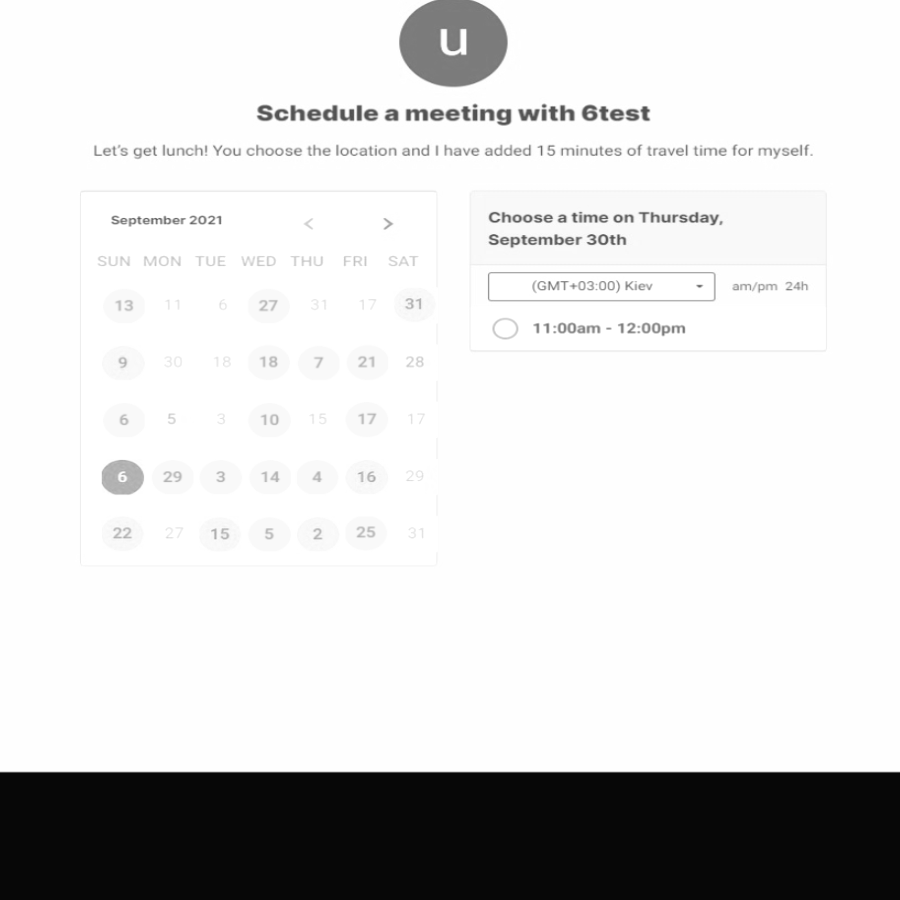 u
Schedule a meeting with 6test
Let's get lunch! You choose the location and I have added 15 minutes of travel time for myself.
September 2021 < >
SUN MON TUE WED THU FRI SAT
13 11 6 27 31 17 31
9 30 18 18 7 21 28
6 5 3 10 15 17 17
6 29 3 14 4 16 29
22 27 15 5 2 25 31
Choose a time on Thursday,
September 30th
(GMT+03:00) Kiev am/pm 24h
11:00am - 12:00pm